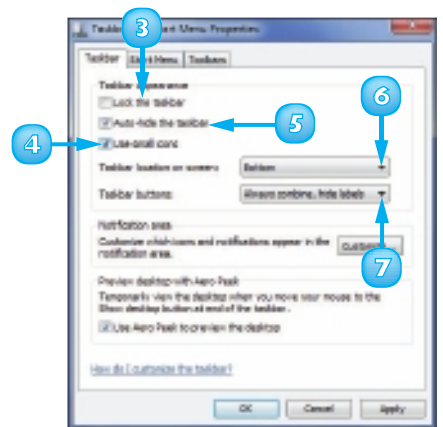 Taskbar and Start Menu Properties
3
Taskbar Start Menu Toolbars
Taskbar appearance
Lock the taskbar
Auto-hide the taskbar 5
4 Use small icons
6
Taskbar location on screen: Bottom
Taskbar buttons: Always combine, hide labels
7
Notification area
Customize which icons and notifications appear in the
notification area.
Customize...
Preview desktop with Aero Peek
Temporarily view the desktop when you move your mouse to the
Show desktop button at end of the taskbar.
Use Aero Peek to preview the desktop
How do I customize the taskbar?
OK Cancel Apply